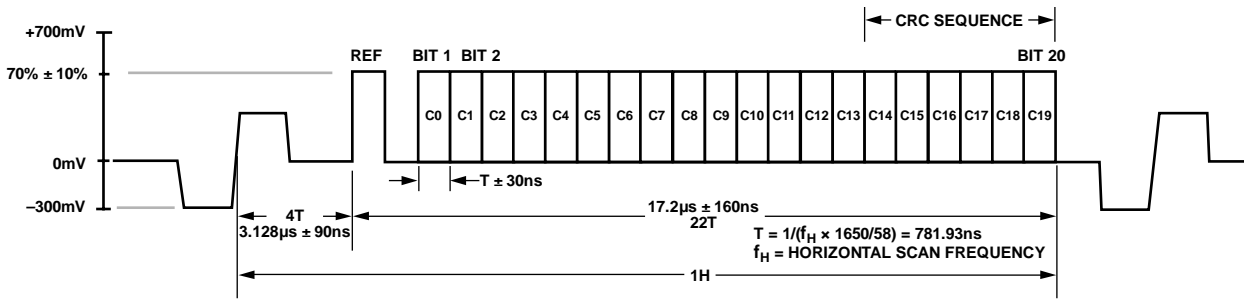 CRC SEQUENCE
+700mV
REF
BIT 1
BIT 2
BIT 20
70% ± 10%
C0
C1
C2
C3
C4
C5
C6
C7
C8
C9
C10
C11
C12
C13
C14
C15
C16
C17
C18
C19
0mV
T ± 30ns
–300mV
4T
3.128µs ± 90ns
17.2µs ± 160ns
22T
T = 1/(fH × 1650/58) = 781.93ns
fH = HORIZONTAL SCAN FREQUENCY
1H